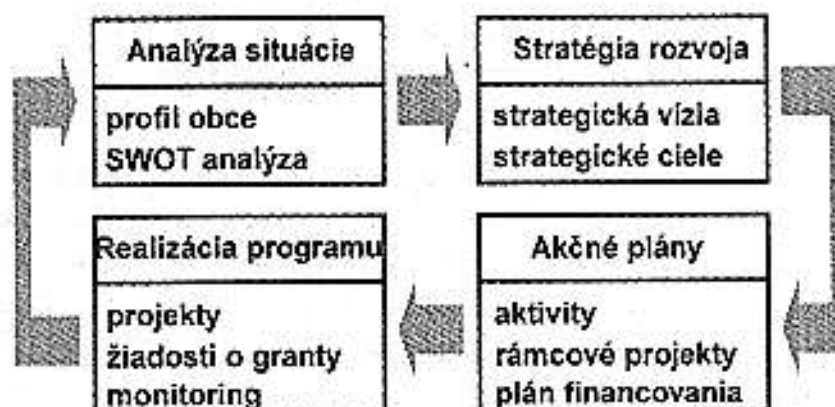 Analýza situácie
profil obce
SWOT analýza
Stratégia rozvoja
strategická vízia
strategické ciele
Akčné plány
aktivity
rámcové projekty
plán financovania
Realizácia programu
projekty
žiadosti o granty
monitoring